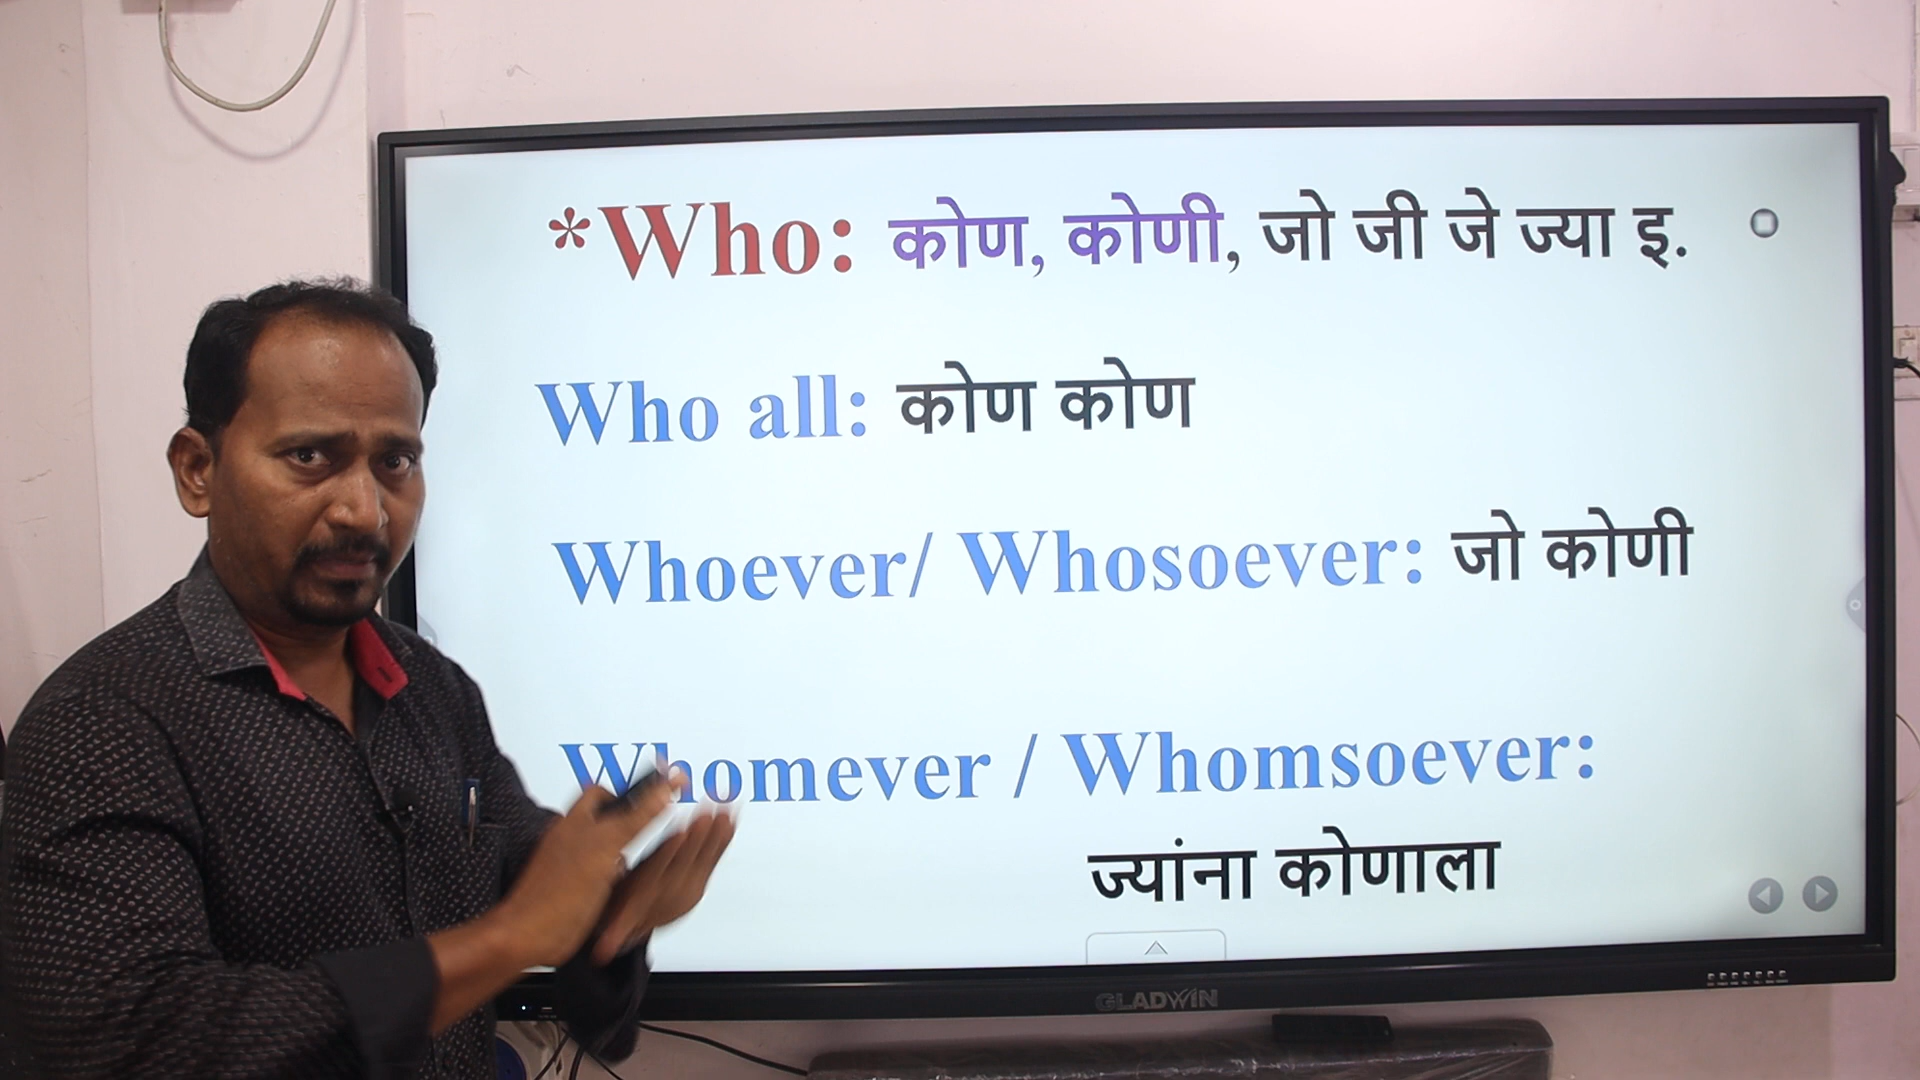 *Who: कोण, कोणी, जो जी जे ज्या इ.
Who all: कोण कोण
Whoever/ Whosoever: जो कोणी
Whomever / Whomsoever:
ज्यांना कोणाला
GLADWIN